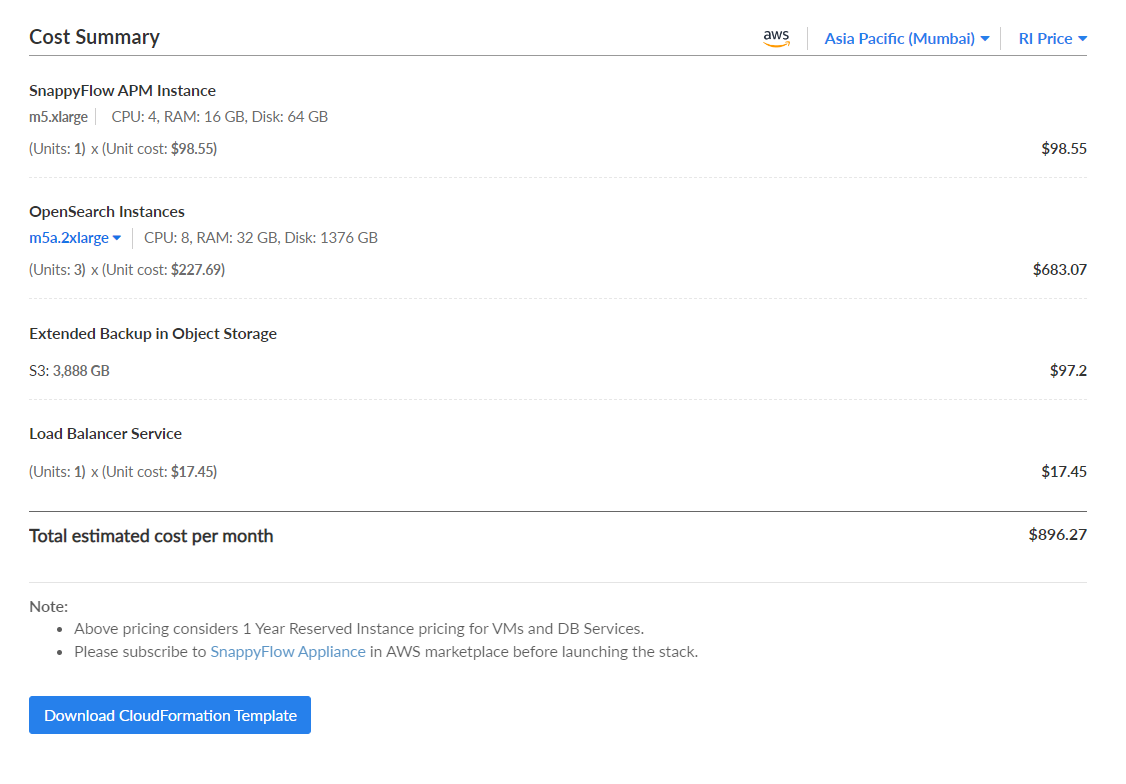 Cost Summary aws Asia Pacific (Mumbai) RI Price
SnappyFlow APM Instance
m5.xlarge CPU: 4, RAM: 16 GB, Disk: 64 GB
(Units: 1) x (Unit cost: $98.55) $98.55
OpenSearch Instances
m5a.2xlarge CPU: 8, RAM: 32 GB, Disk: 1376 GB
(Units: 3) x (Unit cost: $227.69) $683.07
Extended Backup in Object Storage
S3: 3,888 GB $97.2
Load Balancer Service
(Units: 1) x (Unit cost: $17.45) $17.45
Total estimated cost per month $896.27
Note:
• Above pricing considers 1 Year Reserved Instance pricing for VMs and DB Services.
• Please subscribe to SnappyFlow Appliance in AWS marketplace before launching the stack.
Download CloudFormation Template